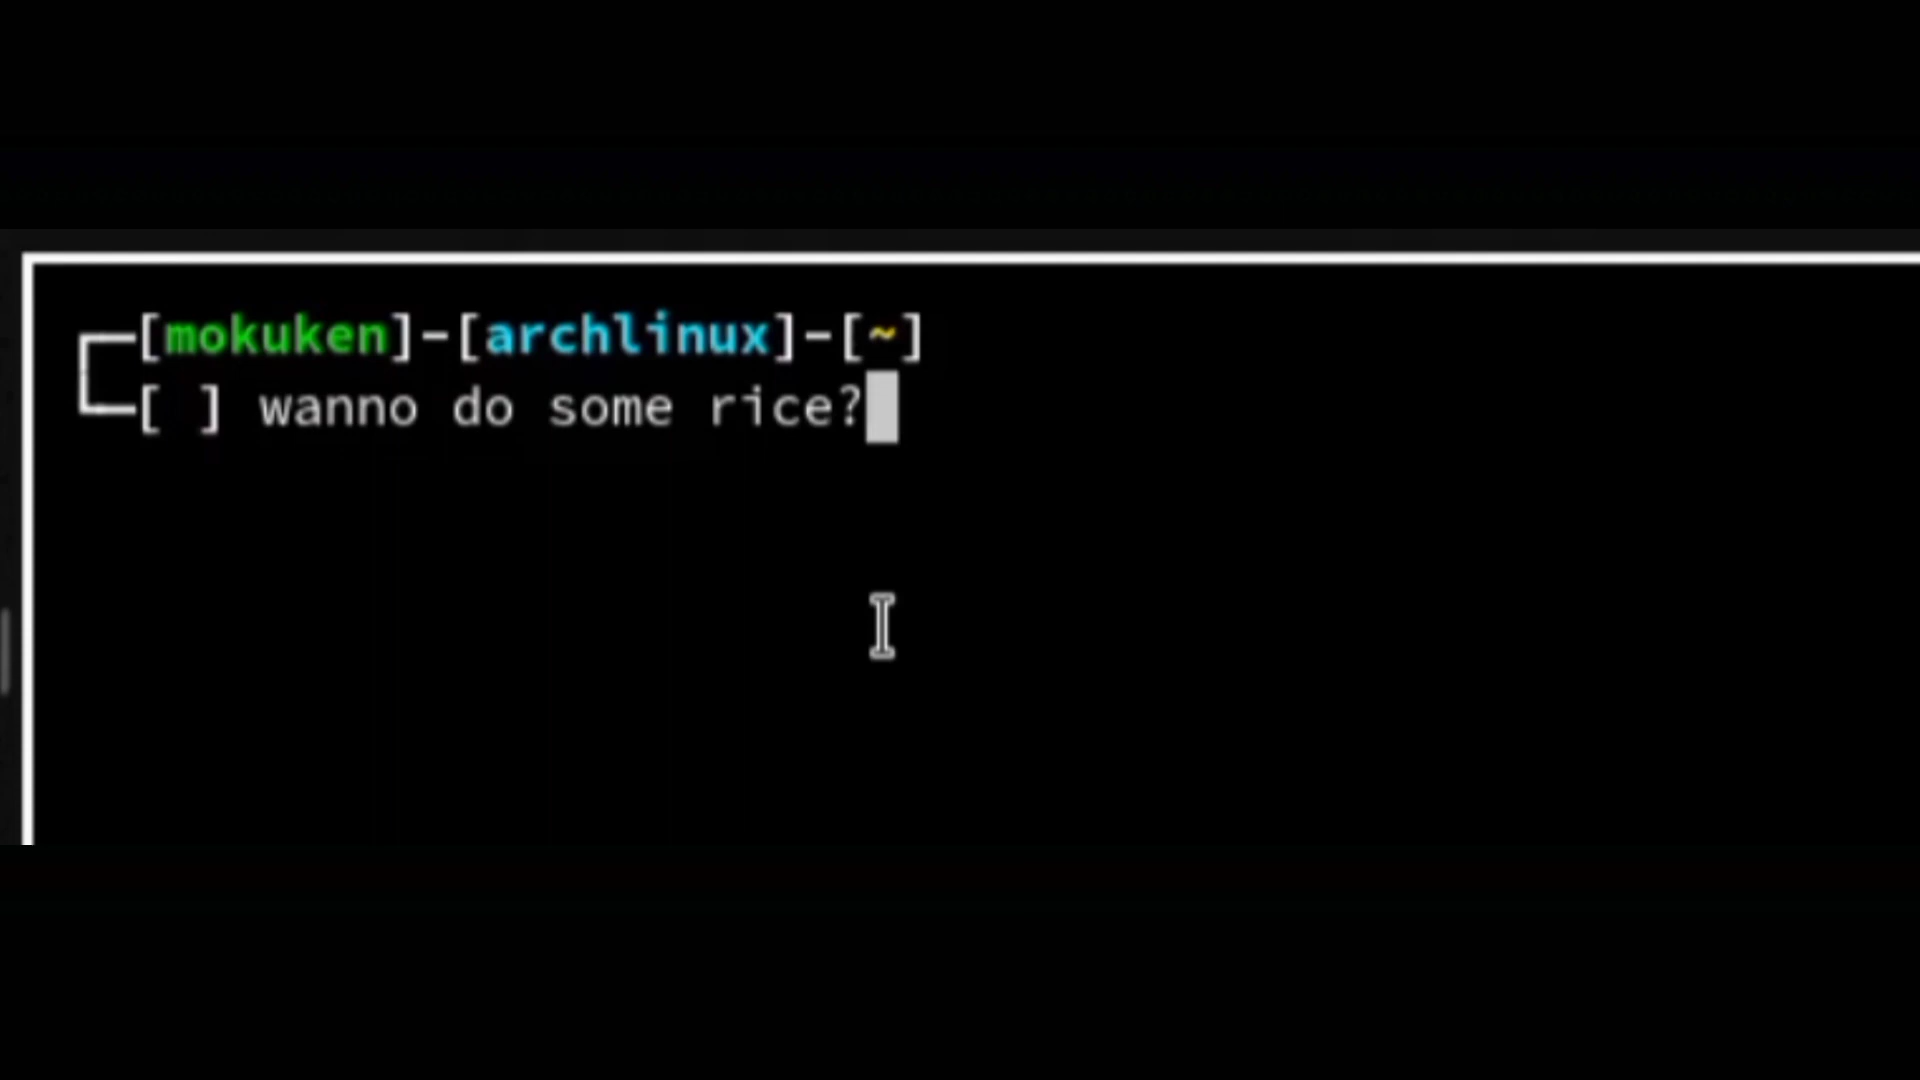 ┌─[mokuken]-[archlinux]-[~]
└─[ ] wanno do some rice?